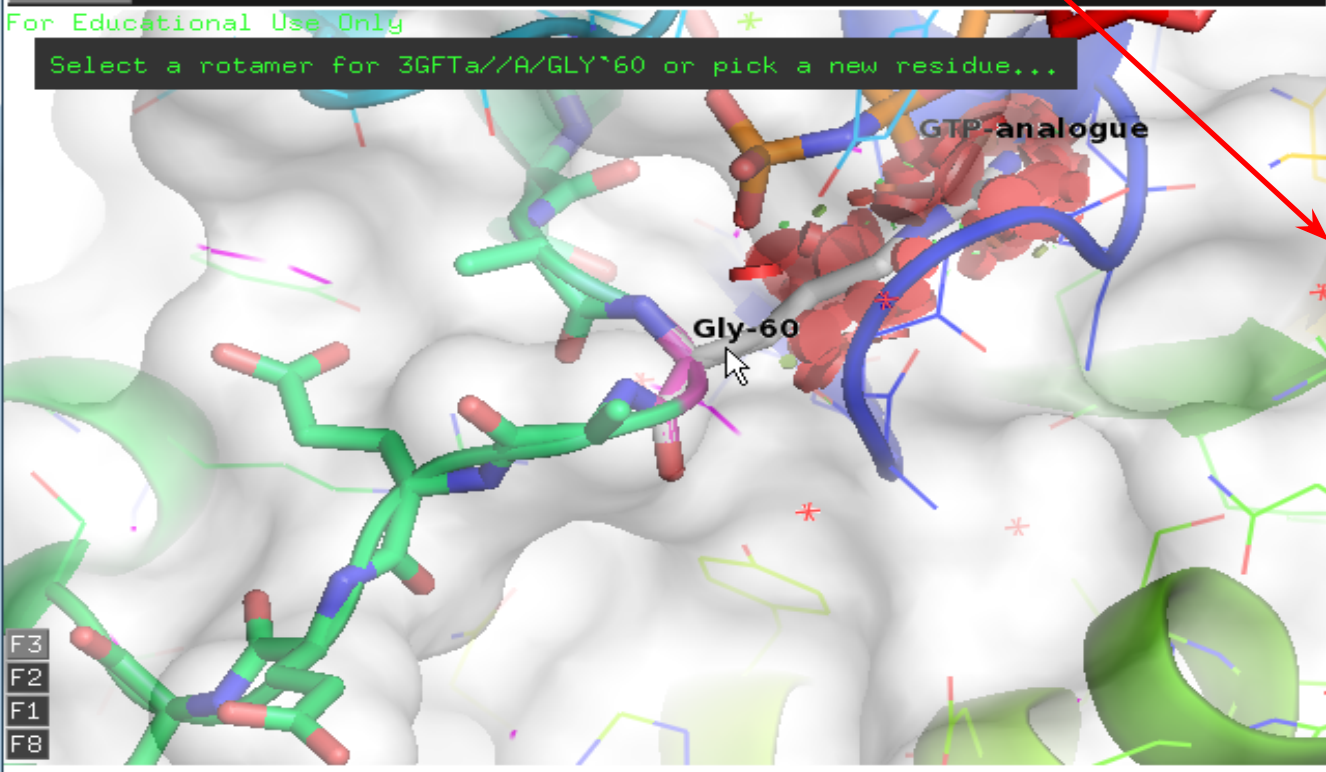 For Educational Use Only
Select a rotamer for 3GFTa//A/GLY`60 or pick a new residue...
GTP-analogue
Gly-60
F3
F2
F1
F8